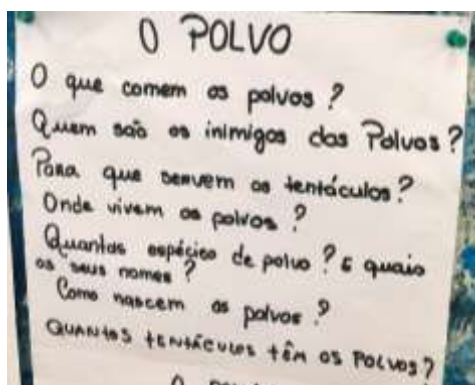 O POLVO
O que comem os polvos?
Quem são os inimigos dos Polvos?
Para que servem os tentáculos?
Onde vivem os polvos?
Quantas espécies de polvo? E quais
os seus nomes?
Como nascem os polvos?
QUANTOS tENtÁCULOS tÊM OS POLVOS?